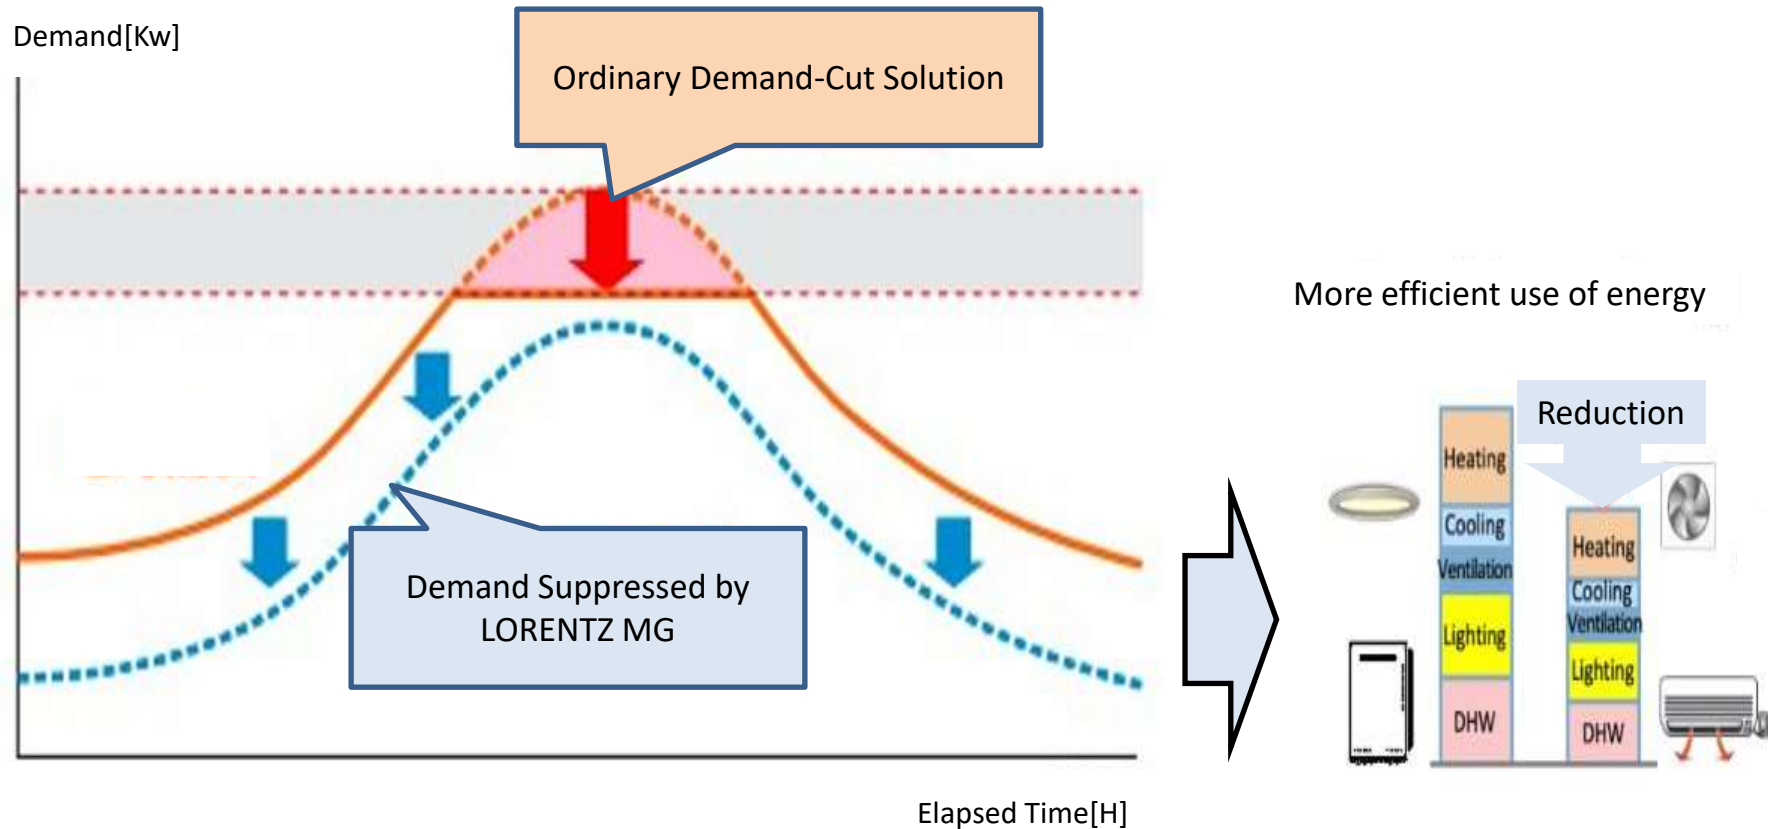 Demand[Kw]
Ordinary Demand-Cut Solution
Demand Suppressed by
LORENTZ MG
Elapsed Time[H]
More efficient use of energy
Reduction
Heating
Cooling
Ventilation
Lighting
DHW
Heating
Cooling
Ventilation
Lighting
DHW